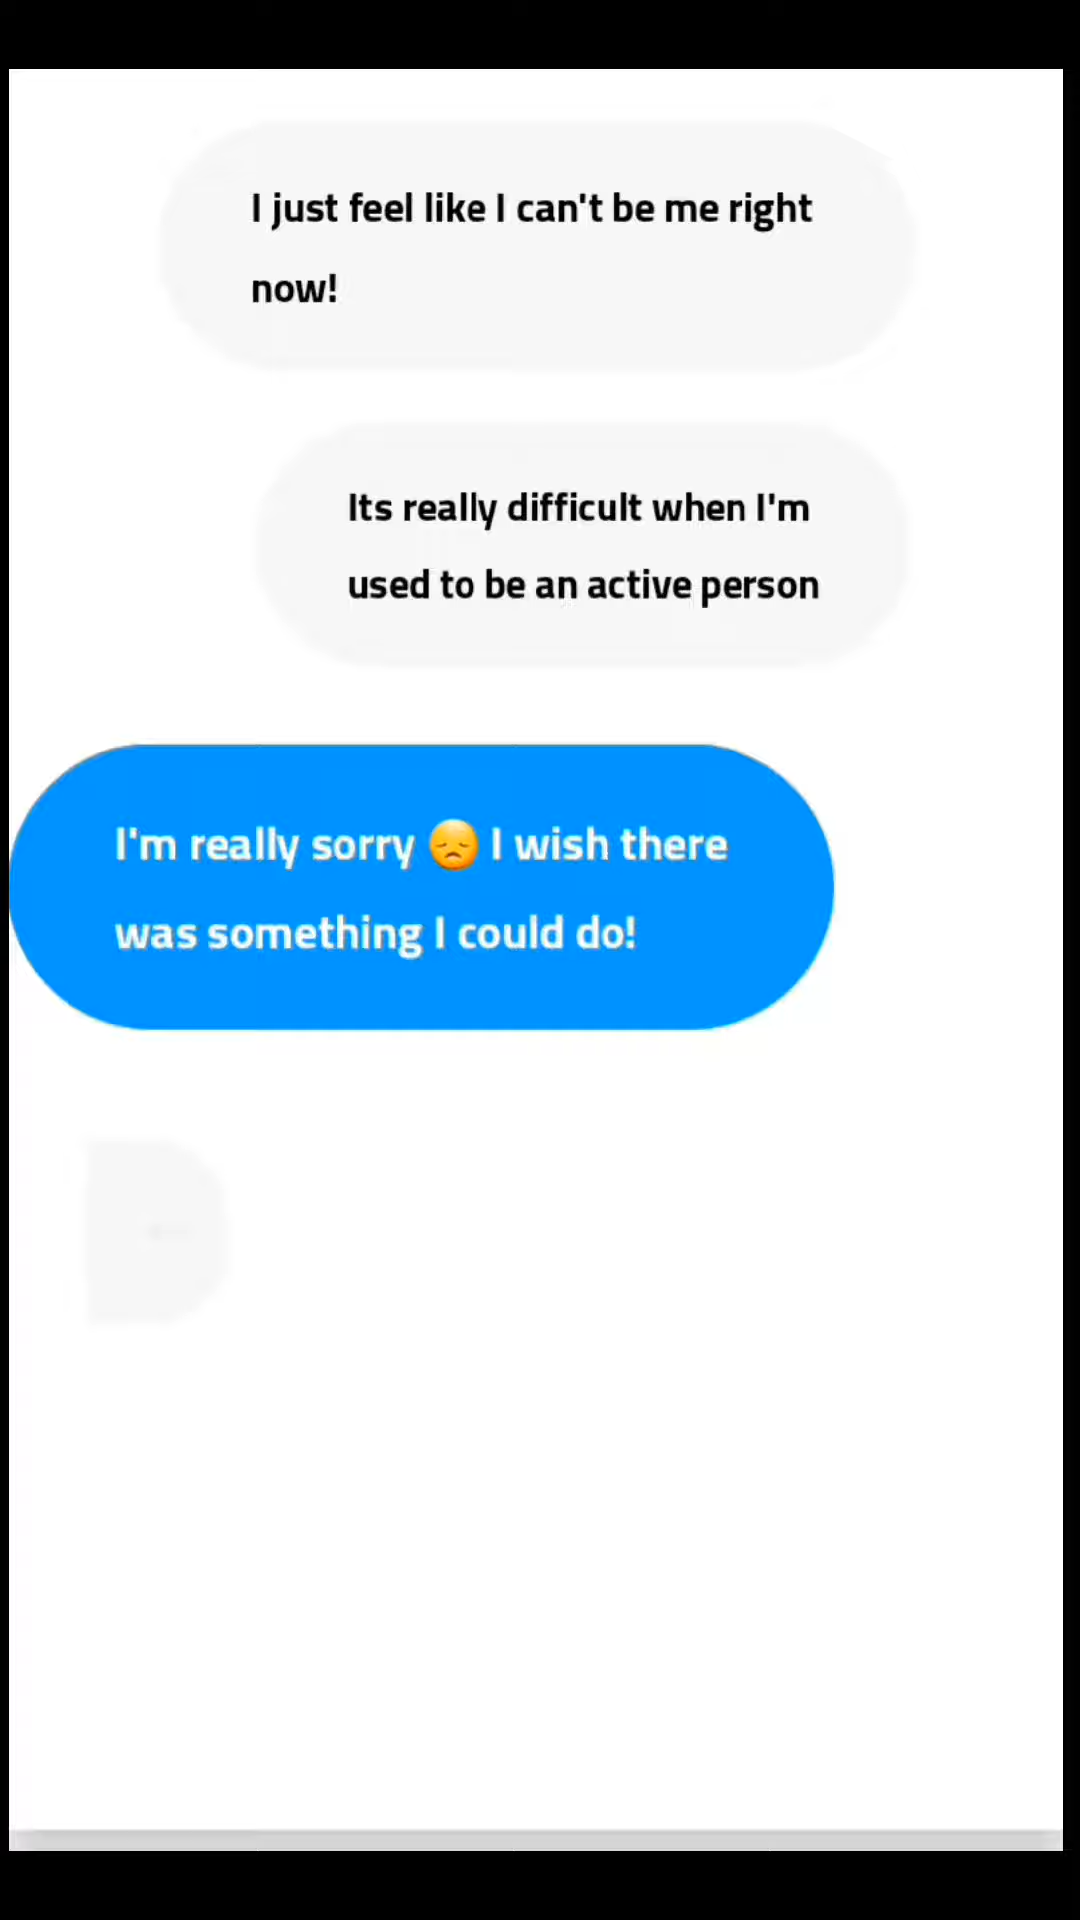 I just feel like I can't be me right
now!
Its really difficult when I'm
used to be an active person
I'm really sorry 😞 I wish there
was something I could do!